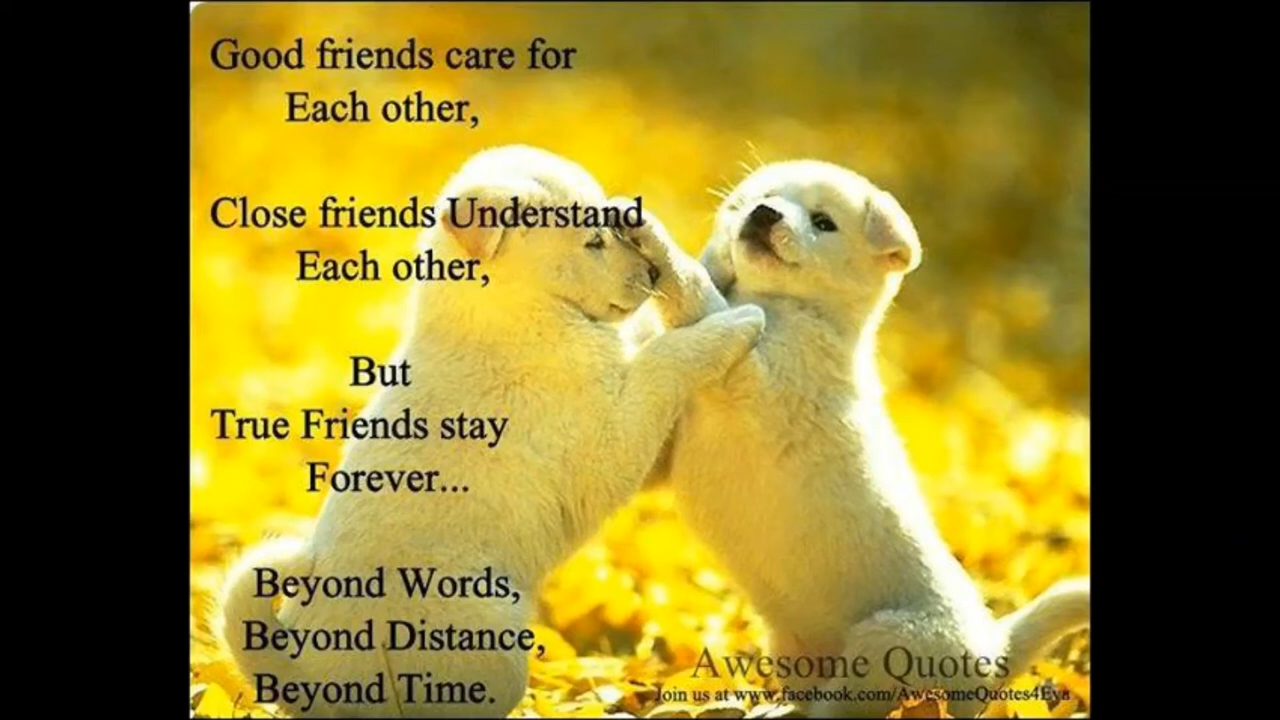 Good friends care for
Each other,
Close friends Understand
Each other,
But
True Friends stay
Forever...
Beyond Words,
Beyond Distance,
Beyond Time.
Awesome Quotes
Join us at www.facebook.com/AwesomeQuotes4Eya